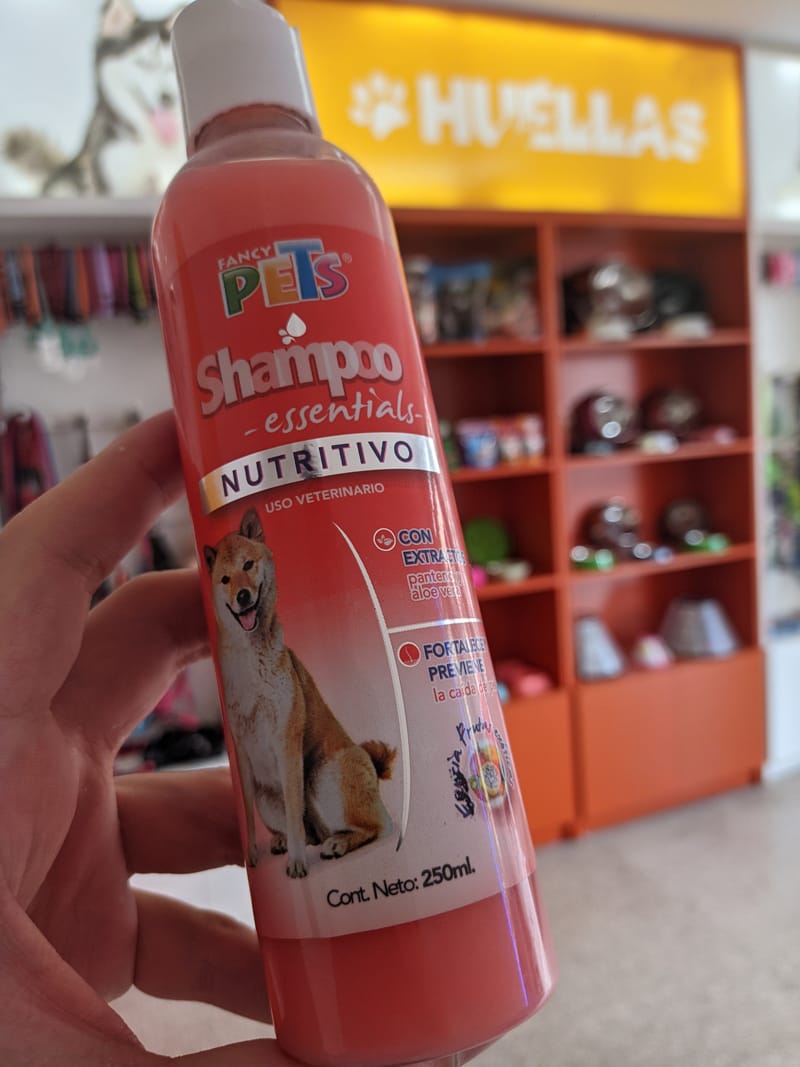 HUELLAS
FANCY
PETS®
Shampoo
-essentials-
NUTRITIVO
USO VETERINARIO
CON
aloe vera
FORTALECE
PREVIENE
la caída de
Cont. Neto: 250ml.